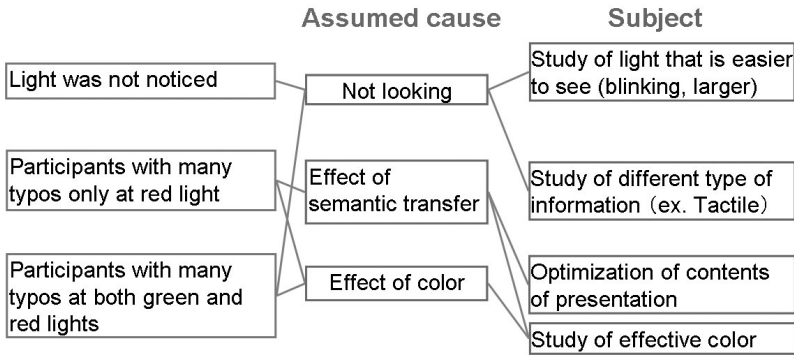 Assumed cause
Subject
Light was not noticed
Participants with many
typos only at red light
Participants with many
typos at both green and
red lights
Not looking
Effect of
semantic transfer
Effect of color
Study of light that is easier
to see (blinking, larger)
Study of different type of
information （ex. Tactile）
Optimization of contents
of presentation
Study of effective color